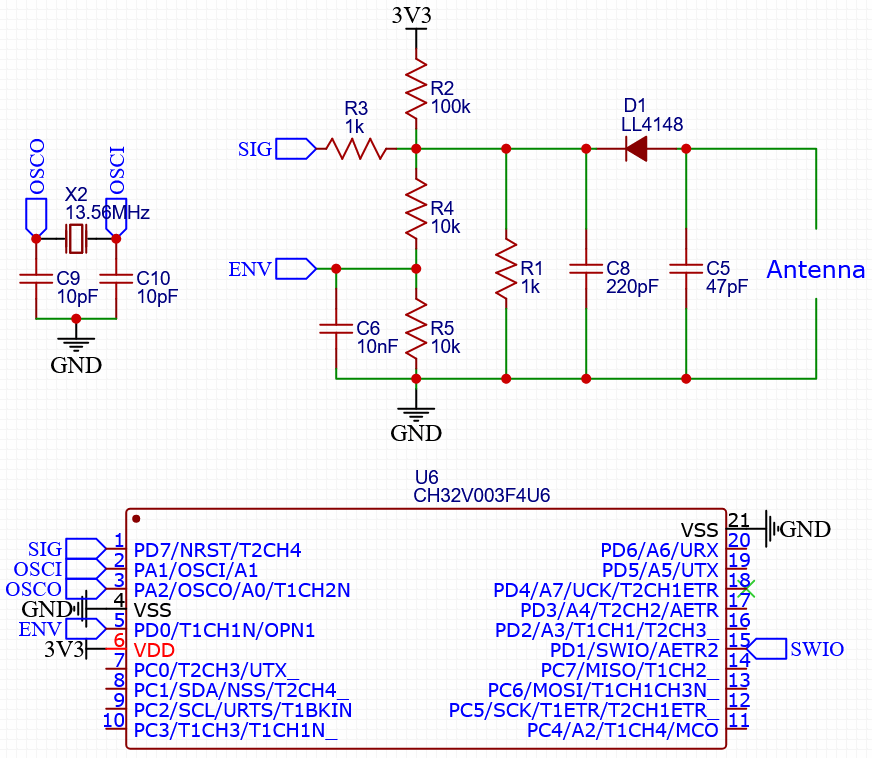 3V3
R2
100k
R3
1k
SIG
D1
LL4148
OSCO
OSCI
X2
13.56MHz
R4
10k
ENV
C9
10pF
C10
10pF
GND
R1
1k
C8
220pF
C5
47pF
Antenna
C6
10nF
R5
10k
GND
U6
CH32V003F4U6
SIG 1 PD7/NRST/T2CH4
OSCI 2 PA1/OSCI/A1
OSCO 3 PA2/OSCO/A0/T1CH2N
GND 4 VSS
ENV 5 PD0/T1CH1N/OPN1
3V3 6 VDD
7 PC0/T2CH3/UTX_
8 PC1/SDA/NSS/T2CH4_
9 PC2/SCL/URTS/T1BKIN
10 PC3/T1CH3/T1CH1N_
VSS 21 GND
PD6/A6/URX 20
PD5/A5/UTX 19
PD4/A7/UCK/T2CH1ETR 18
PD3/A4/T2CH2/AETR 17
PD2/A3/T1CH1/T2CH3_ 16
PD1/SWIO/AETR2 15 SWIO
PC7/MISO/T1CH2_ 14
PC6/MOSI/T1CH1CH3N_ 13
PC5/SCK/T1ETR/T2CH1ETR_ 12
PC4/A2/T1CH4/MCO 11